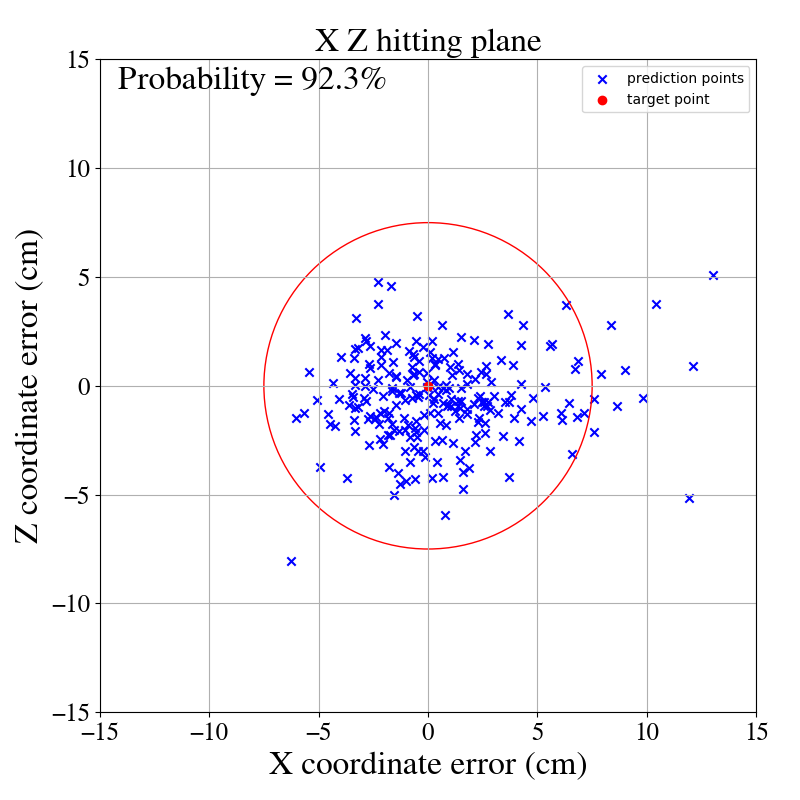 X Z hitting plane
Probability = 92.3%
prediction points
target point
15
10
5
0
−5
−10
−15
−15
−10
−5
0
5
10
15
Z coordinate error (cm)
X coordinate error (cm)